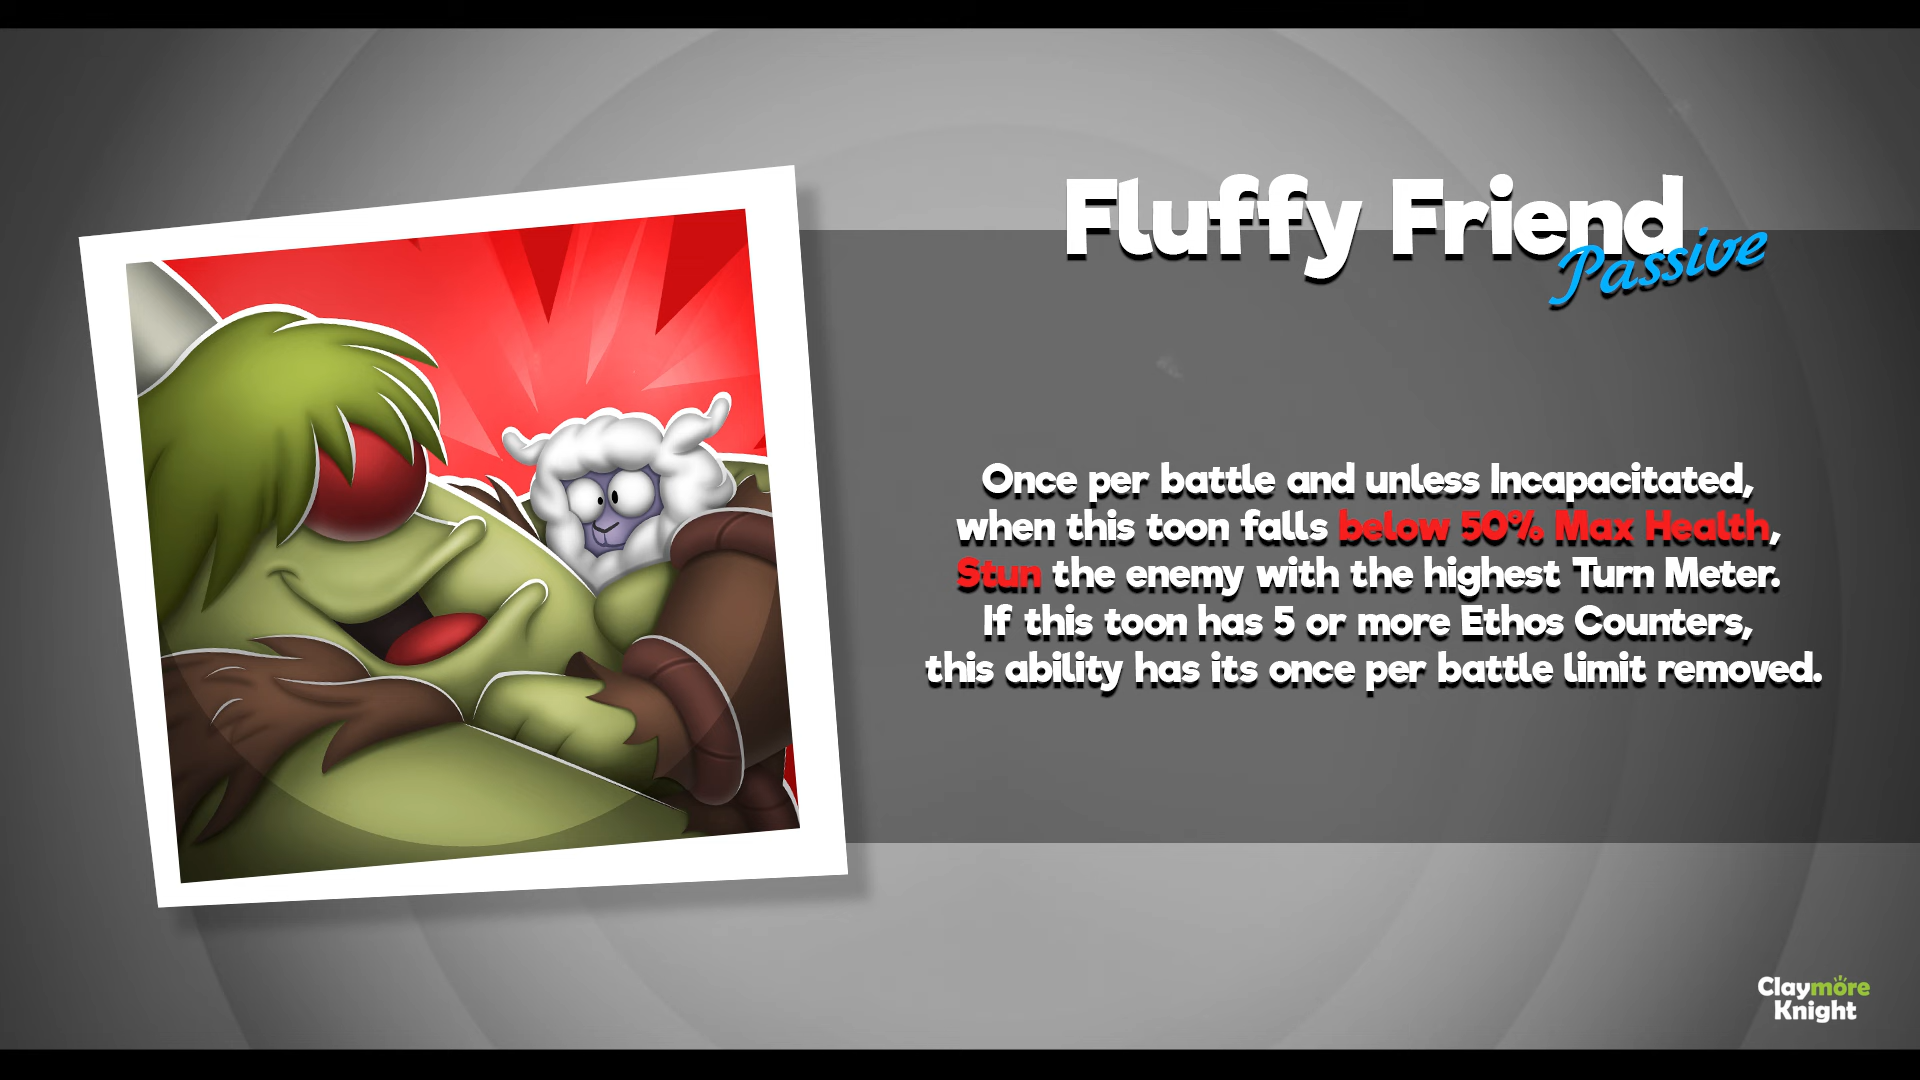 Fluffy Friend
Passive
Once per battle and unless Incapacitated,
when this toon falls below 50% Max Health,
Stun the enemy with the highest Turn Meter.
If this toon has 5 or more Ethos Counters,
this ability has its once per battle limit removed.
Claymore
Knight